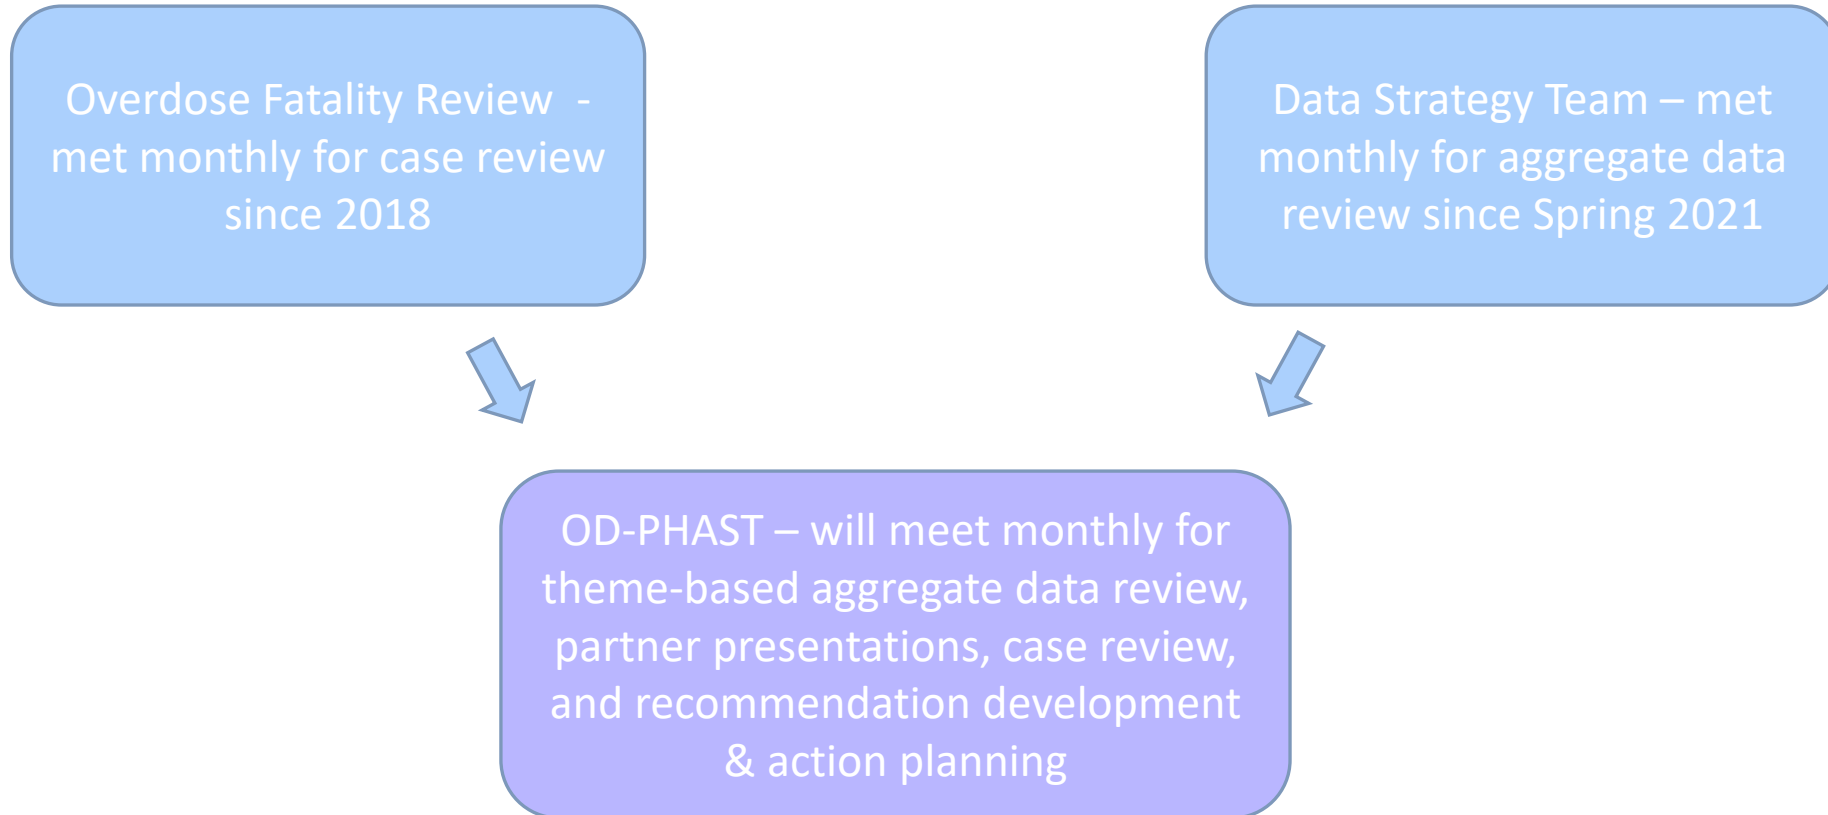 Overdose Fatality Review  -
met monthly for case review
since 2018
Data Strategy Team – met
monthly for aggregate data
review since Spring 2021
OD-PHAST – will meet monthly for
theme-based aggregate data review,
partner presentations, case review,
and recommendation development
& action planning